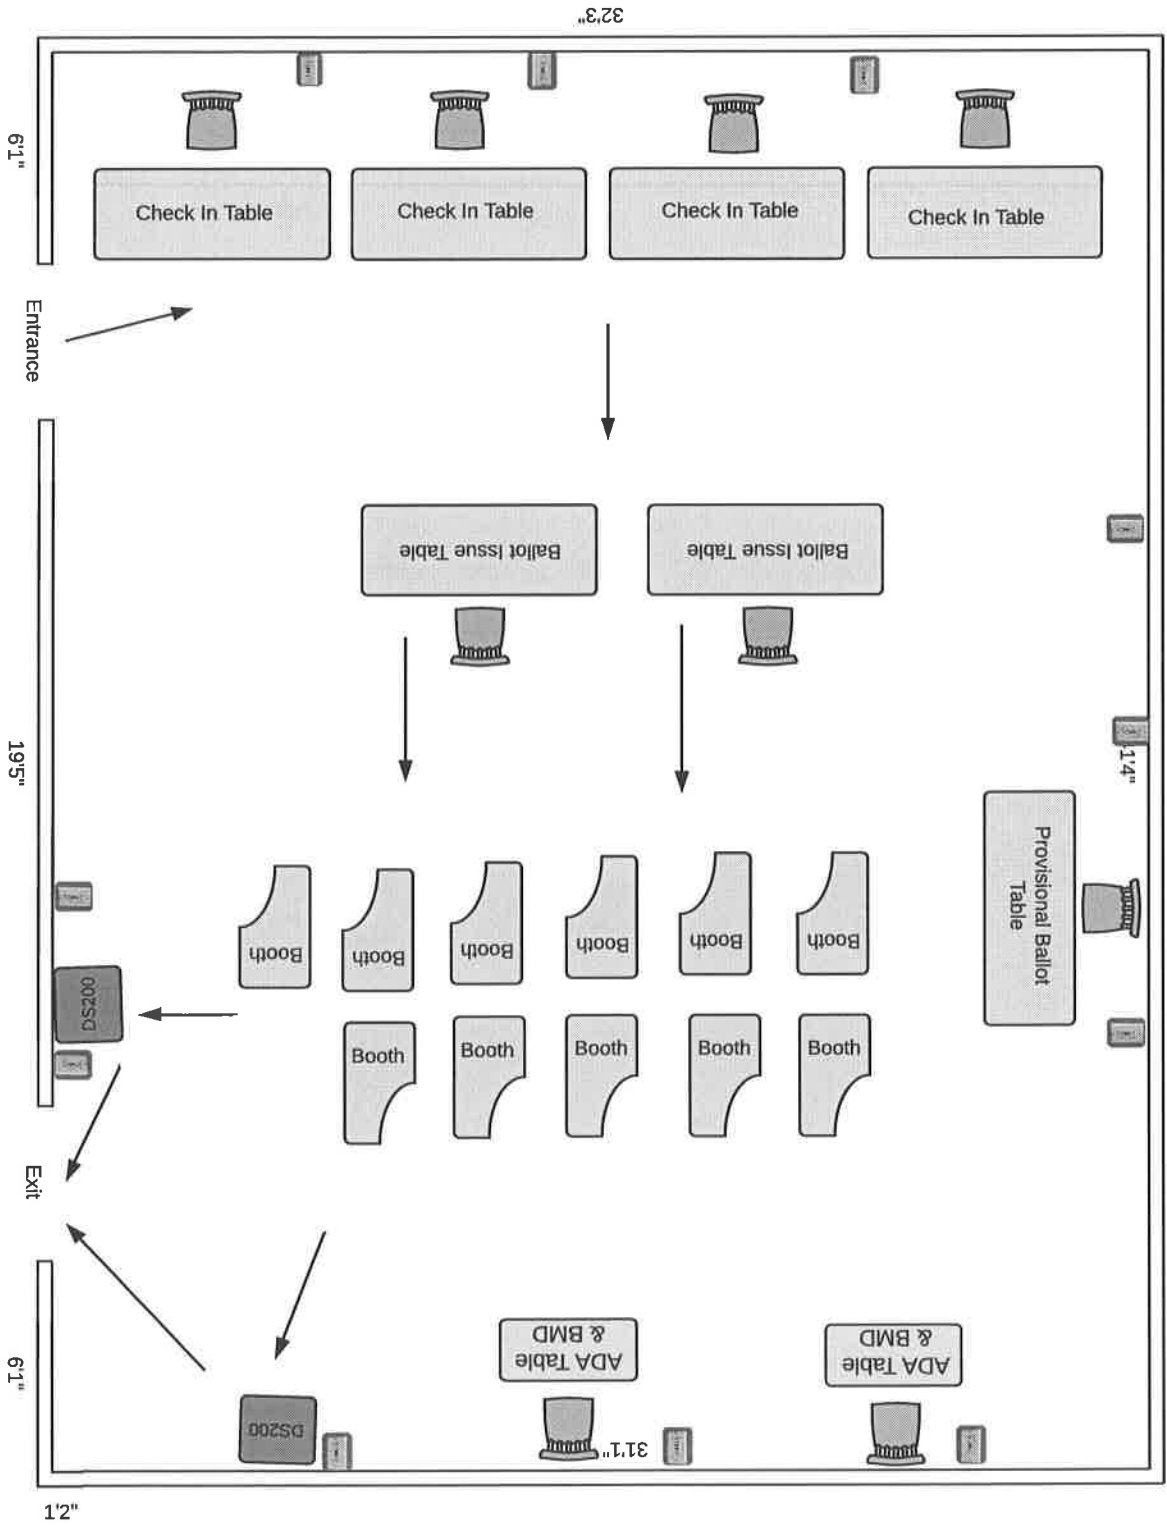 32'3"
6'1"
Check In Table
Check In Table
Check In Table
Check In Table
Entrance
Ballot Issue Table
Ballot Issue Table
19'5"
1'4"
Provisional Ballot
Table
Booth
Booth
Booth
Booth
Booth
Booth
DS200
Booth
Booth
Booth
Booth
Booth
Exit
ADA Table
& BMD
ADA Table
& BMD
6'1"
DS200
31'1"
1'2"